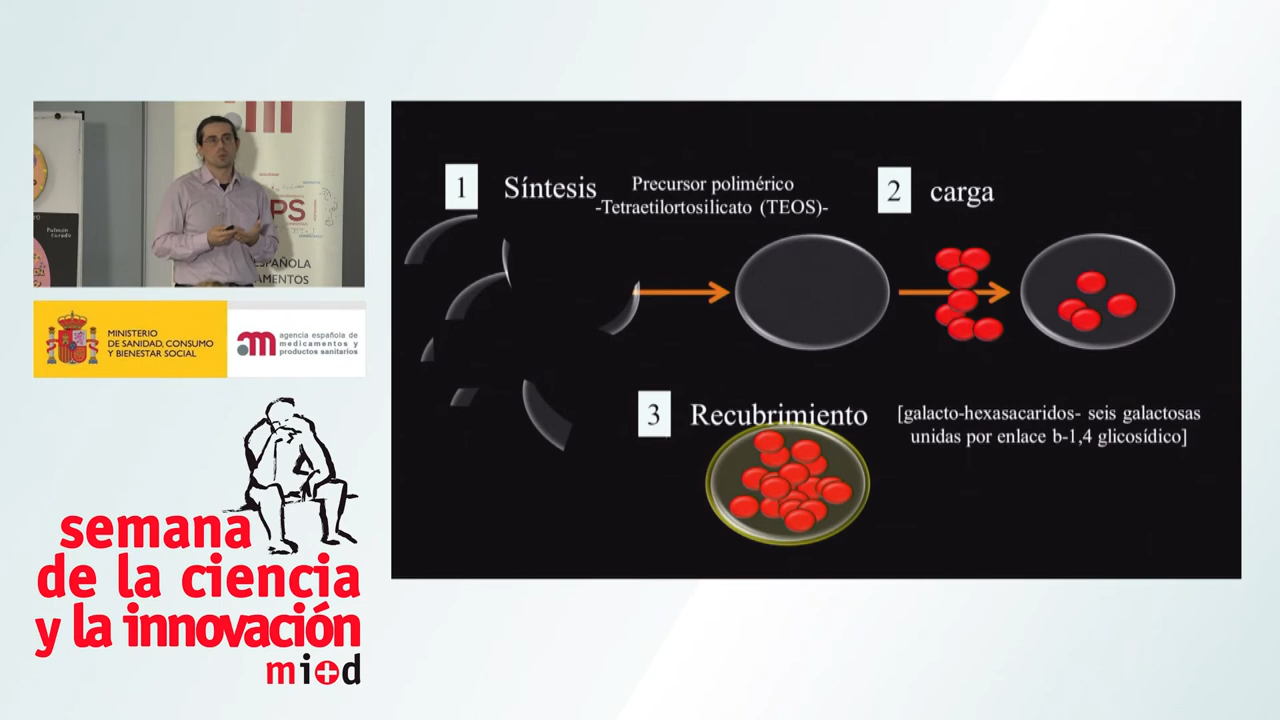 PS
ESPAÑOLA
AMENTOS
Pulmón
MINISTERIO
DE SANIDAD, CONSUMO
Y BIENESTAR SOCIAL
am
agencia española de
medicamentos y
productos sanitarios
semana
de la ciencia
y la innovación
mi+d
1 Síntesis
Precursor polimérico
-Tetraetilortosilicato (TEOS)-
2 carga
3 Recubrimiento
[galacto-hexasacaridos- seis galactosas
unidas por enlace b-1,4 glicosídico]